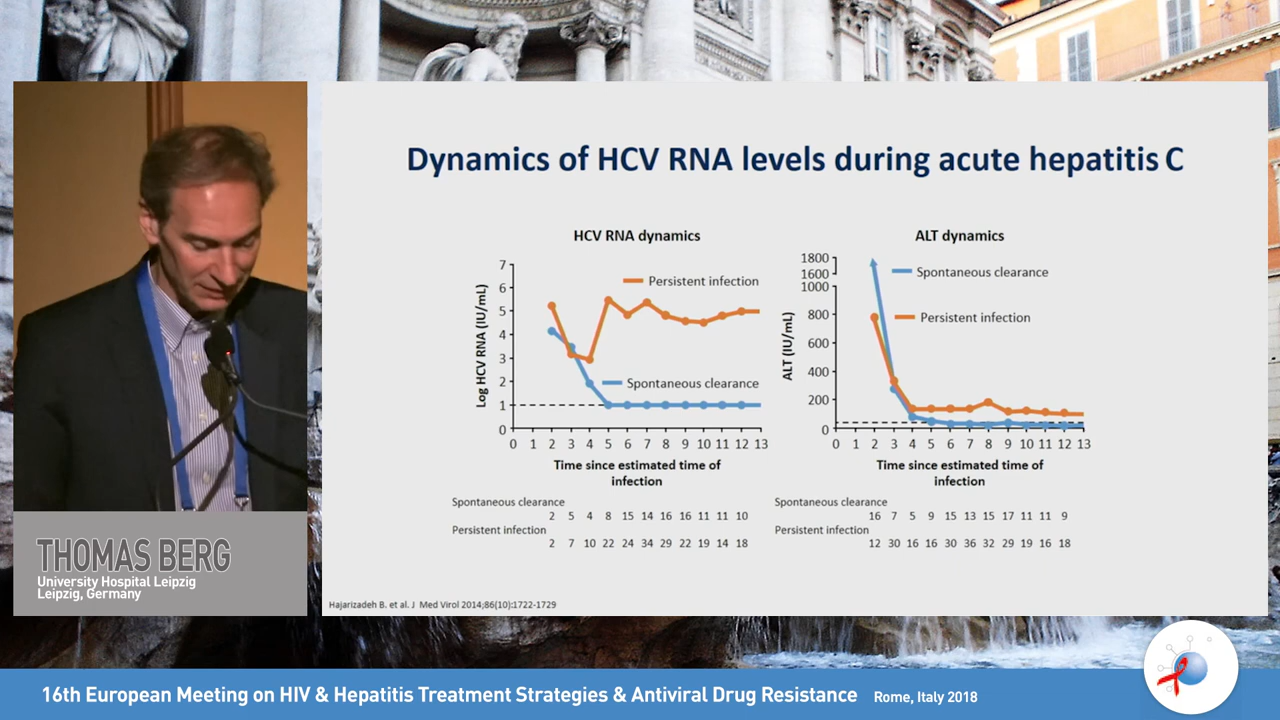 Dynamics of HCV RNA levels during acute hepatitis C
HCV RNA dynamics
Log HCV RNA (IU/mL)
7
6
5
4
3
2
1
0
Persistent infection
Spontaneous clearance
0 1 2 3 4 5 6 7 8 9 10 11 12 13
Time since estimated time of
infection
Spontaneous clearance
2 5 4 8 15 14 16 16 11 11 10
Persistent infection
2 7 10 22 24 34 29 22 19 14 18
ALT dynamics
ALT (IU/mL)
1800
1600
1000
800
600
400
200
0
Spontaneous clearance
Persistent infection
0 1 2 3 4 5 6 7 8 9 10 11 12 13
Time since estimated time of
infection
Spontaneous clearance
16 7 5 9 15 13 15 17 11 11 9
Persistent infection
12 30 16 16 30 36 32 29 19 16 18
Hajarizadeh B. et al. J Med Virol 2014;86(10):1722-1729
THOMAS BERG
University Hospital Leipzig
Leipzig, Germany
16th European Meeting on HIV & Hepatitis Treatment Strategies & Antiviral Drug Resistance Rome, Italy 2018